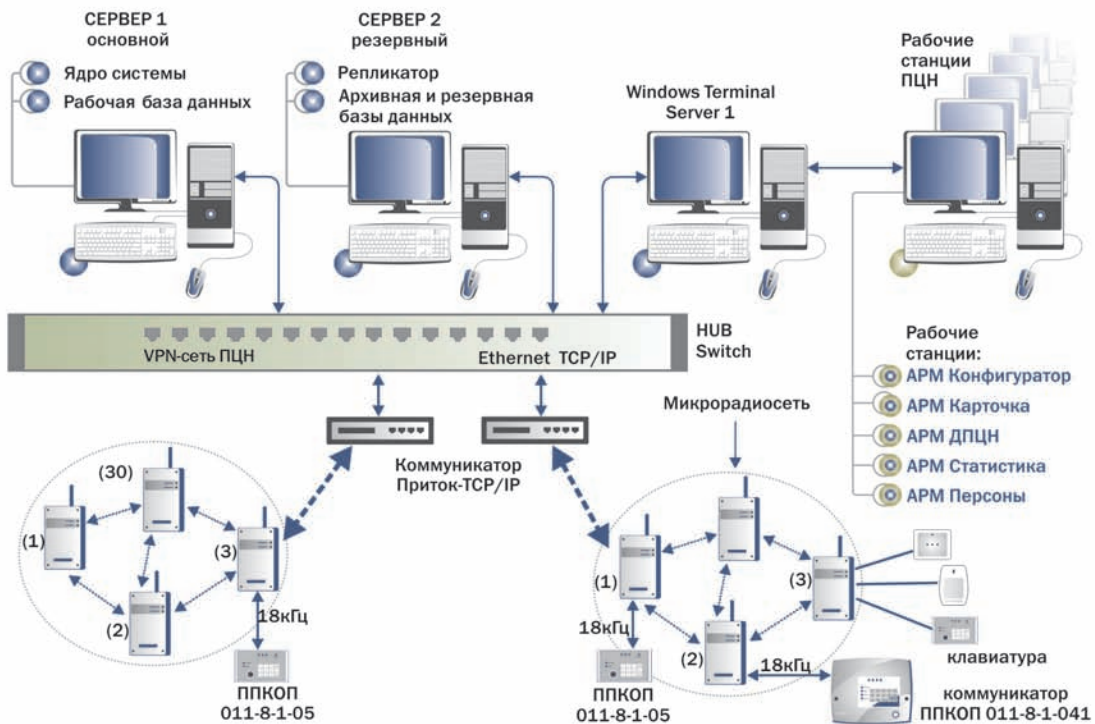 СЕРВЕР 1
основной
Ядро системы
Рабочая база данных
СЕРВЕР 2
резервный
Репликатор
Архивная и резервная
базы данных
Windows Terminal
Server 1
Рабочие
станции
ПЦН
VPN-сеть ПЦН
Ethernet TCP/IP
HUB
Switch
Рабочие
станции:
АРМ Конфигуратор
АРМ Карточка
АРМ ДПЦН
АРМ Статистика
АРМ Персоны
Коммуникатор
Приток-TCP/IP
Микрорадиосеть
(30)
(1)
(3)
(2)
18кГц
ППКОП
011-8-1-05
(1)
(3)
(2)
18кГц
18кГц
ППКОП
011-8-1-05
клавиатура
коммуникатор
ППКОП 011-8-1-041